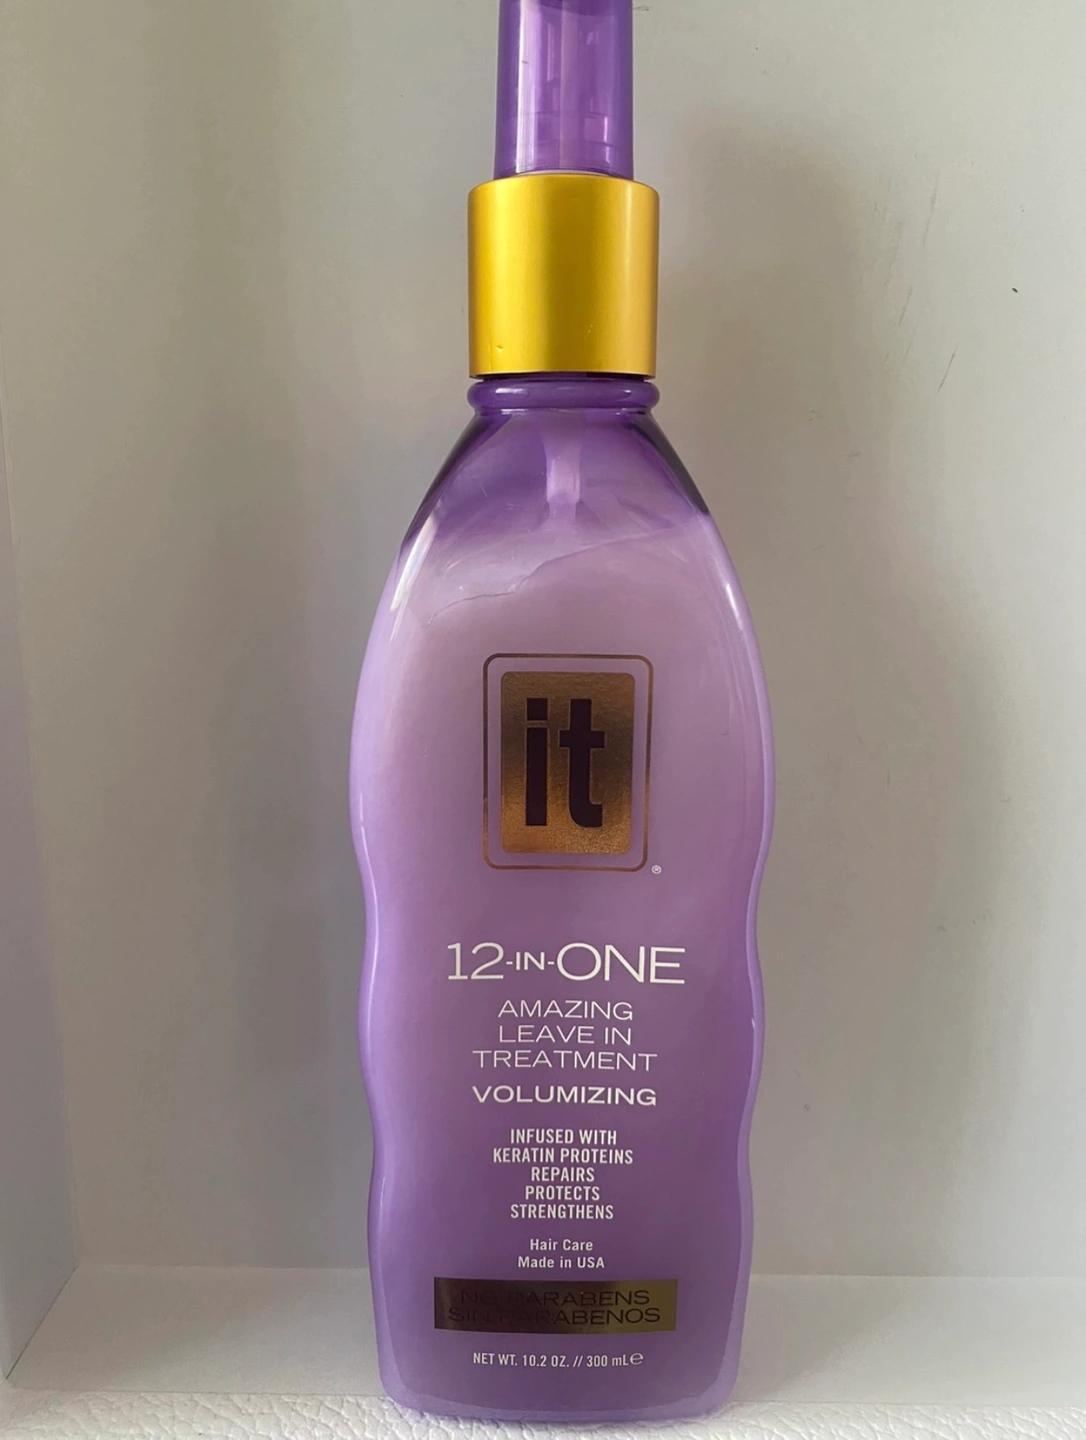 it
®
12-IN-ONE
AMAZING
LEAVE IN
TREATMENT
VOLUMIZING
INFUSED WITH
KERATIN PROTEINS
REPAIRS
PROTECTS
STRENGTHENS
Hair Care
Made in USA
NO PARABENS
SIN PARABENOS
NET WT. 10.2 OZ. // 300 mL℮